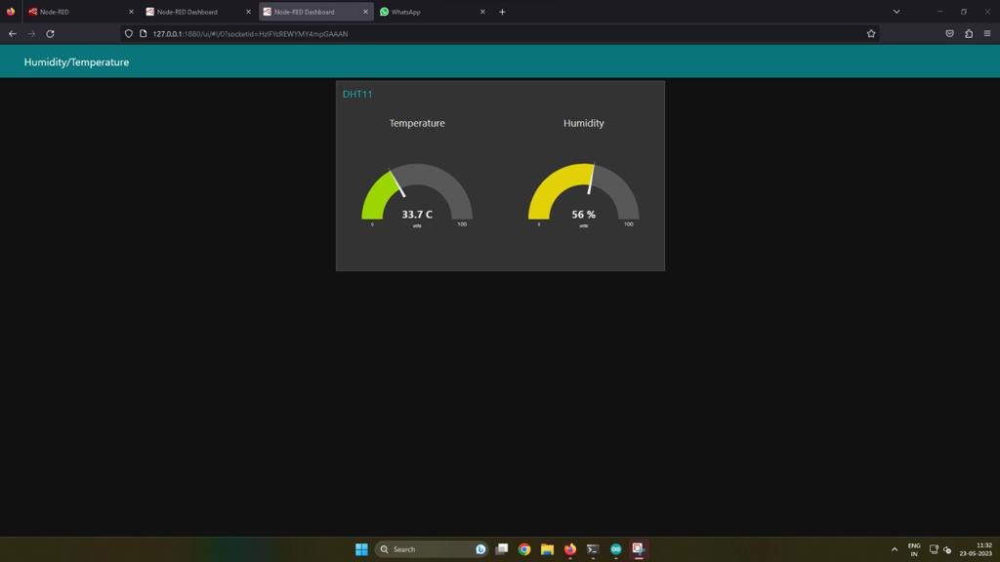 Node-RED
Node-RED Dashboard
Node-RED Dashboard
WhatsApp
127.0.0.1:1880/ui/#!/0?socketid=HzIFYcREWYMY4mpGAAAN
Humidity/Temperature
DHT11
Temperature
Humidity
33.7 C
0
units
100
56 %
0
units
100
Search
ENG
IN
11:32
23-05-2023